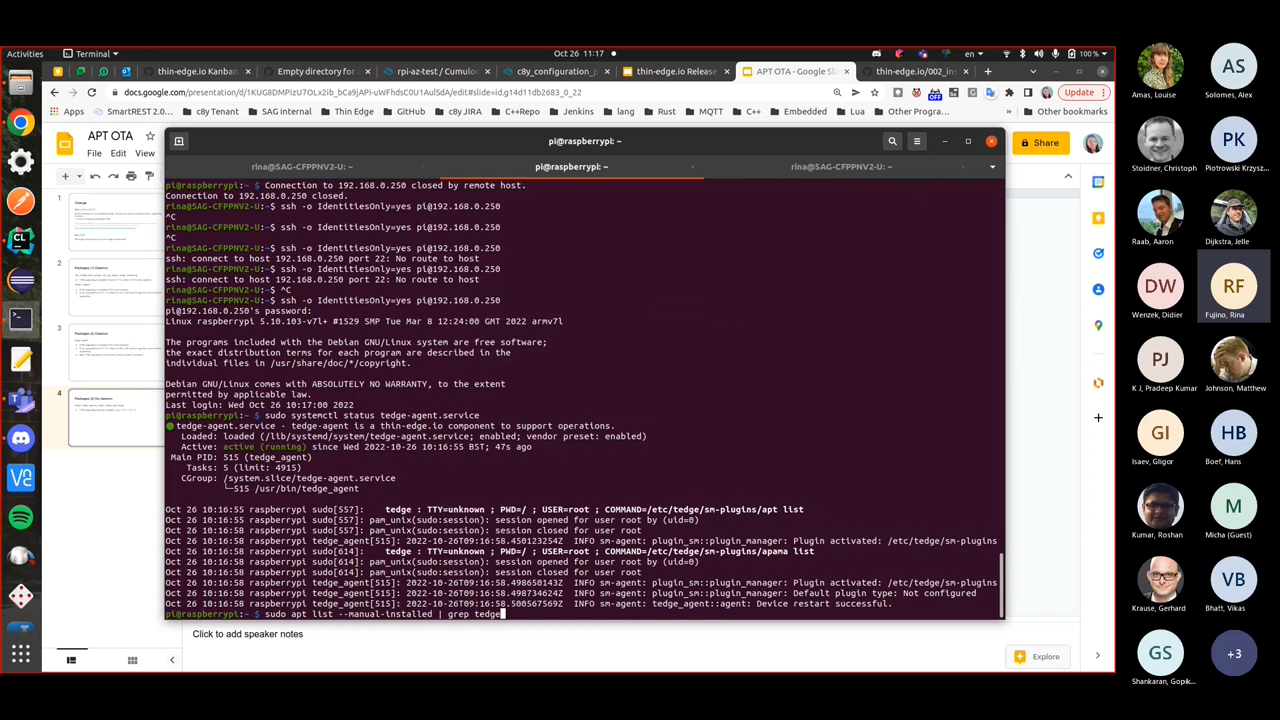 Activities
Terminal
Oct 26 11:17
en
100 %
thin-edge.io Kanban
Empty directory for a
rpi-az-test / Cumuloc
c8y_configuration_p
thin-edge.io Release
APT OTA - Google Sli
thin-edge.io/002_ins
docs.google.com/presentation/d/1KUG8DMPizU7OLx2ib_bCa9jAPi-uWFhdsC0U1AulSdA/edit#slide=id.g14d11db2683_0_22
Update
SmartREST 2.0...
c8y Tenant
SAG Internal
Thin Edge
c8y JIRA
C++Repo
Gitlab
Jenkins
lang
Rust
MQTT
C++
Embedded
Lua
Other Progra...
Other bookmarks
APT OTA
File
Edit
View
Share
pi@raspberrypi: ~
rina@SAG-CFPPNV2-U: ~
pi@raspberrypi: ~
rina@SAG-CFPPNV2-U: ~
pi@raspberrypi:~ $ Connection to 192.168.0.250 closed by remote host.
Connection to 192.168.0.250 closed.
rina@SAG-CFPPNV2-U:~$ ssh -o IdentitiesOnly=yes pi@192.168.0.250
^C
rina@SAG-CFPPNV2-U:~$ ssh -o IdentitiesOnly=yes pi@192.168.0.250
^C
rina@SAG-CFPPNV2-U:~$ ssh -o IdentitiesOnly=yes pi@192.168.0.250
ssh: connect to host 192.168.0.250 port 22: No route to host
rina@SAG-CFPPNV2-U:~$ ssh -o IdentitiesOnly=yes pi@192.168.0.250
ssh: connect to host 192.168.0.250 port 22: No route to host
rina@SAG-CFPPNV2-U:~$ ^C
rina@SAG-CFPPNV2-U:~$ ssh -o IdentitiesOnly=yes pi@192.168.0.250
pi@192.168.0.250's password:
Linux raspberrypi 5.10.103-v7l+ #1529 SMP Tue Mar 8 12:24:00 GMT 2022 armv7l
The programs included with the Debian GNU/Linux system are free software;
the exact distribution terms for each program are described in the
individual files in /usr/share/doc/*/copyright.
Debian GNU/Linux comes with ABSOLUTELY NO WARRANTY, to the extent
permitted by applicable law.
Last login: Wed Oct 26 10:17:00 2022
pi@raspberrypi:~ $ sudo systemctl status tedge-agent.service
● tedge-agent.service - tedge-agent is a thin-edge.io component to support operations.
Loaded: loaded (/lib/systemd/system/tedge-agent.service; enabled; vendor preset: enabled)
Active: active (running) since Wed 2022-10-26 10:16:55 BST; 47s ago
Main PID: 515 (tedge_agent)
Tasks: 5 (limit: 4915)
CGroup: /system.slice/tedge-agent.service
└─515 /usr/bin/tedge_agent
Oct 26 10:16:55 raspberrypi sudo[557]: tedge : TTY=unknown ; PWD=/ ; USER=root ; COMMAND=/etc/tedge/sm-plugins/apt list
Oct 26 10:16:55 raspberrypi sudo[557]: pam_unix(sudo:session): session opened for user root by (uid=0)
Oct 26 10:16:58 raspberrypi sudo[557]: pam_unix(sudo:session): session closed for user root
Oct 26 10:16:58 raspberrypi tedge_agent[515]: 2022-10-26T09:16:58.450123254Z INFO sm-agent: plugin_sm::plugin_manager: Plugin activated: /etc/tedge/sm-plugins
Oct 26 10:16:58 raspberrypi sudo[614]: tedge : TTY=unknown ; PWD=/ ; USER=root ; COMMAND=/etc/tedge/sm-plugins/apama list
Oct 26 10:16:58 raspberrypi sudo[614]: pam_unix(sudo:session): session opened for user root by (uid=0)
Oct 26 10:16:58 raspberrypi sudo[614]: pam_unix(sudo:session): session closed for user root
Oct 26 10:16:58 raspberrypi tedge_agent[515]: 2022-10-26T09:16:58.498650143Z INFO sm-agent: plugin_sm::plugin_manager: Plugin activated: /etc/tedge/sm-plugins
Oct 26 10:16:58 raspberrypi tedge_agent[515]: 2022-10-26T09:16:58.498734624Z INFO sm-agent: plugin_sm::plugin_manager: Default plugin type: Not configured
Oct 26 10:16:58 raspberrypi tedge_agent[515]: 2022-10-26T09:16:58.500567569Z INFO sm-agent: tedge_agent::agent: Device restart successful.
pi@raspberrypi:~ $ sudo apt list --manual-installed | grep tedge
1
2
3
4
Click to add speaker notes
Explore
Amas, Louise
AS
Solomes, Alex
Stoidner, Christoph
PK
Piotrowski Krzysz...
Raab, Aaron
Dijkstra, Jelle
DW
Wenzek, Didier
RF
Fujino, Rina
PJ
K J, Pradeep Kumar
Johnson, Matthew
GI
Isaev, Gligor
HB
Boef, Hans
Kumar, Roshan
M
Micha (Guest)
Krause, Gerhard
VB
Bhatt, Vikas
GS
Shankaran, Gopik...
+3